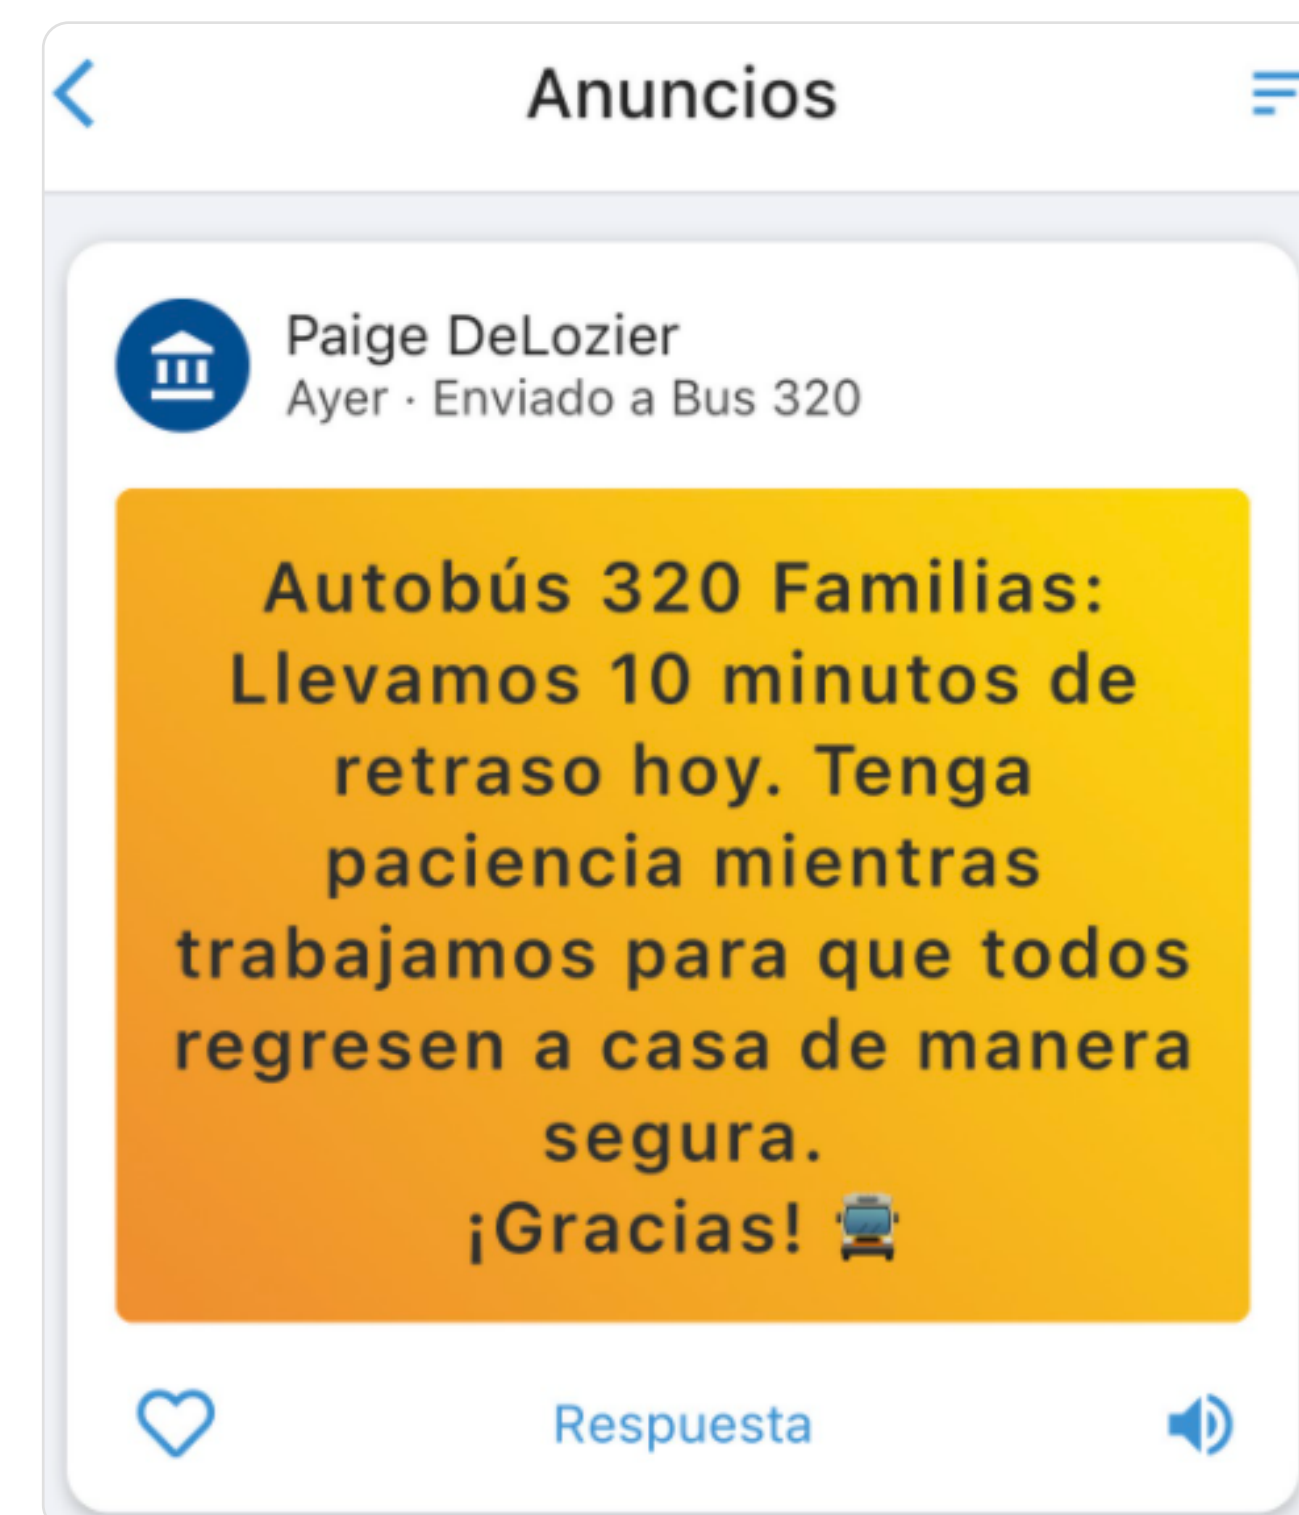 Anuncios
Paige DeLozier
Ayer · Enviado a Bus 320
Autobús 320 Familias:
Llevamos 10 minutos de
retraso hoy. Tenga
paciencia mientras
trabajamos para que todos
regresen a casa de manera
segura.
¡Gracias! 🚍
Respuesta